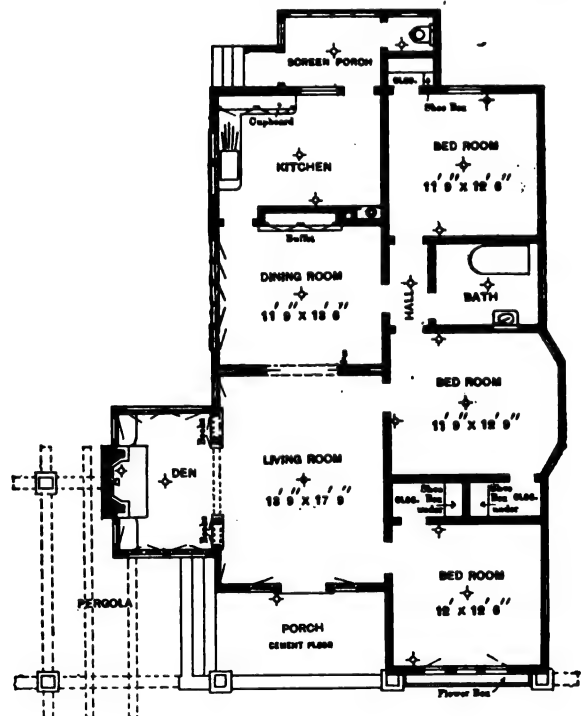 SCREEN PORCH
CLOS.
Shoe Box
Cupboard
KITCHEN
BED ROOM
11' 9" X 12' 6"
Buffet
DINING ROOM
11' 9" X 13' 6"
HALL
BATH
BED ROOM
11' 9" X 12' 9"
Books
DEN
LIVING ROOM
13' 9" X 17' 9"
Books
CLOS.
Shoe
Box
under
Shoe
Box
under
CLOS.
BED ROOM
12' X 12' 6"
PERGOLA
PORCH
CEMENT FLOOR
Flower Box